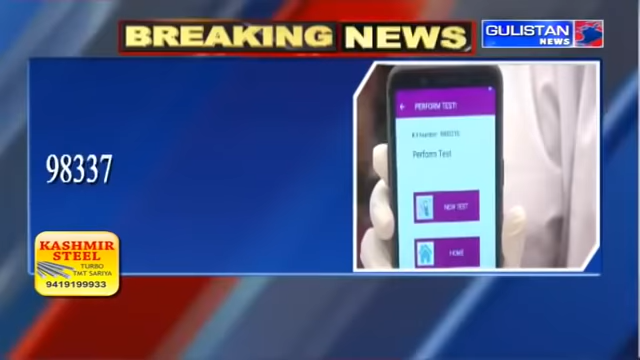 BREAKING NEWS
GULISTAN
NEWS
PERFORM TEST!
Perform Test
NEW TEST
HOME
98337
KASHMIR
STEEL
TURBO
TMT SARIYA
9419199933